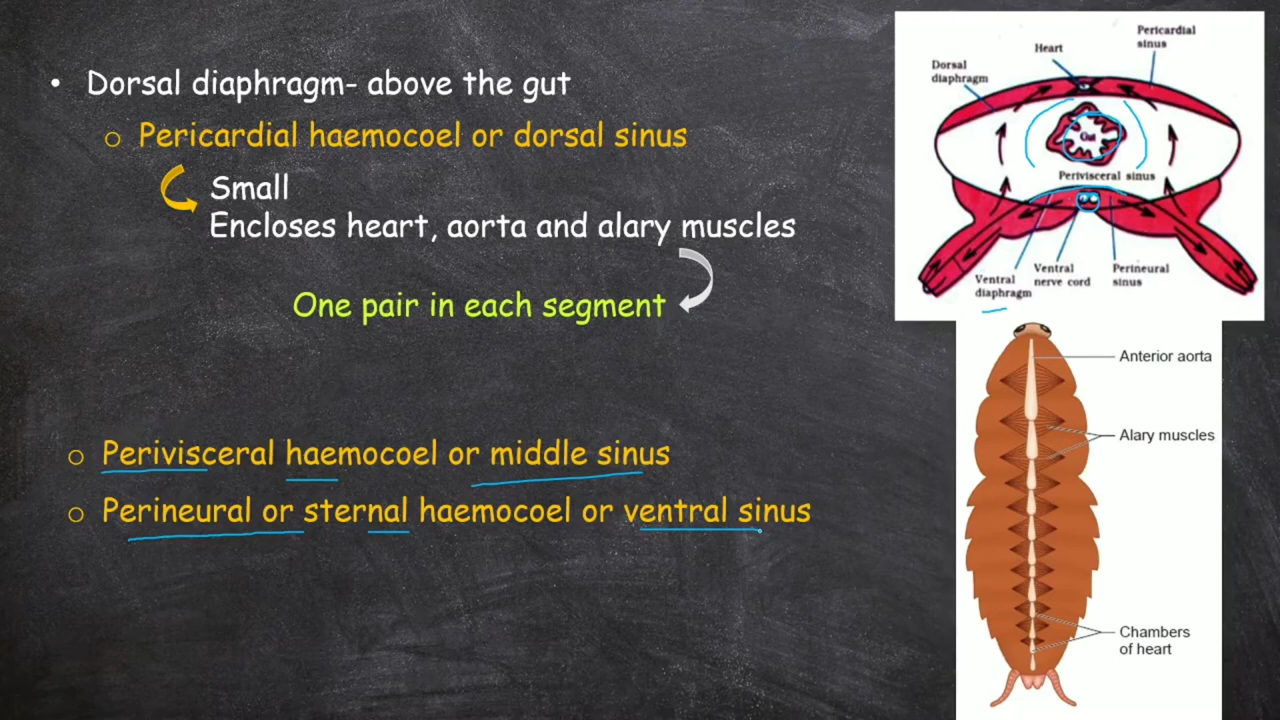 • Dorsal diaphragm- above the gut
o Pericardial haemocoel or dorsal sinus
Small
Encloses heart, aorta and alary muscles
One pair in each segment
o Perivisceral haemocoel or middle sinus
o Perineural or sternal haemocoel or ventral sinus
Pericardial
sinus
Heart
Dorsal
diaphragm
Gut
Perivisceral sinus
Ventral
diaphragm
Ventral
nerve cord
Perineural
sinus
Anterior aorta
Alary muscles
Chambers
of heart